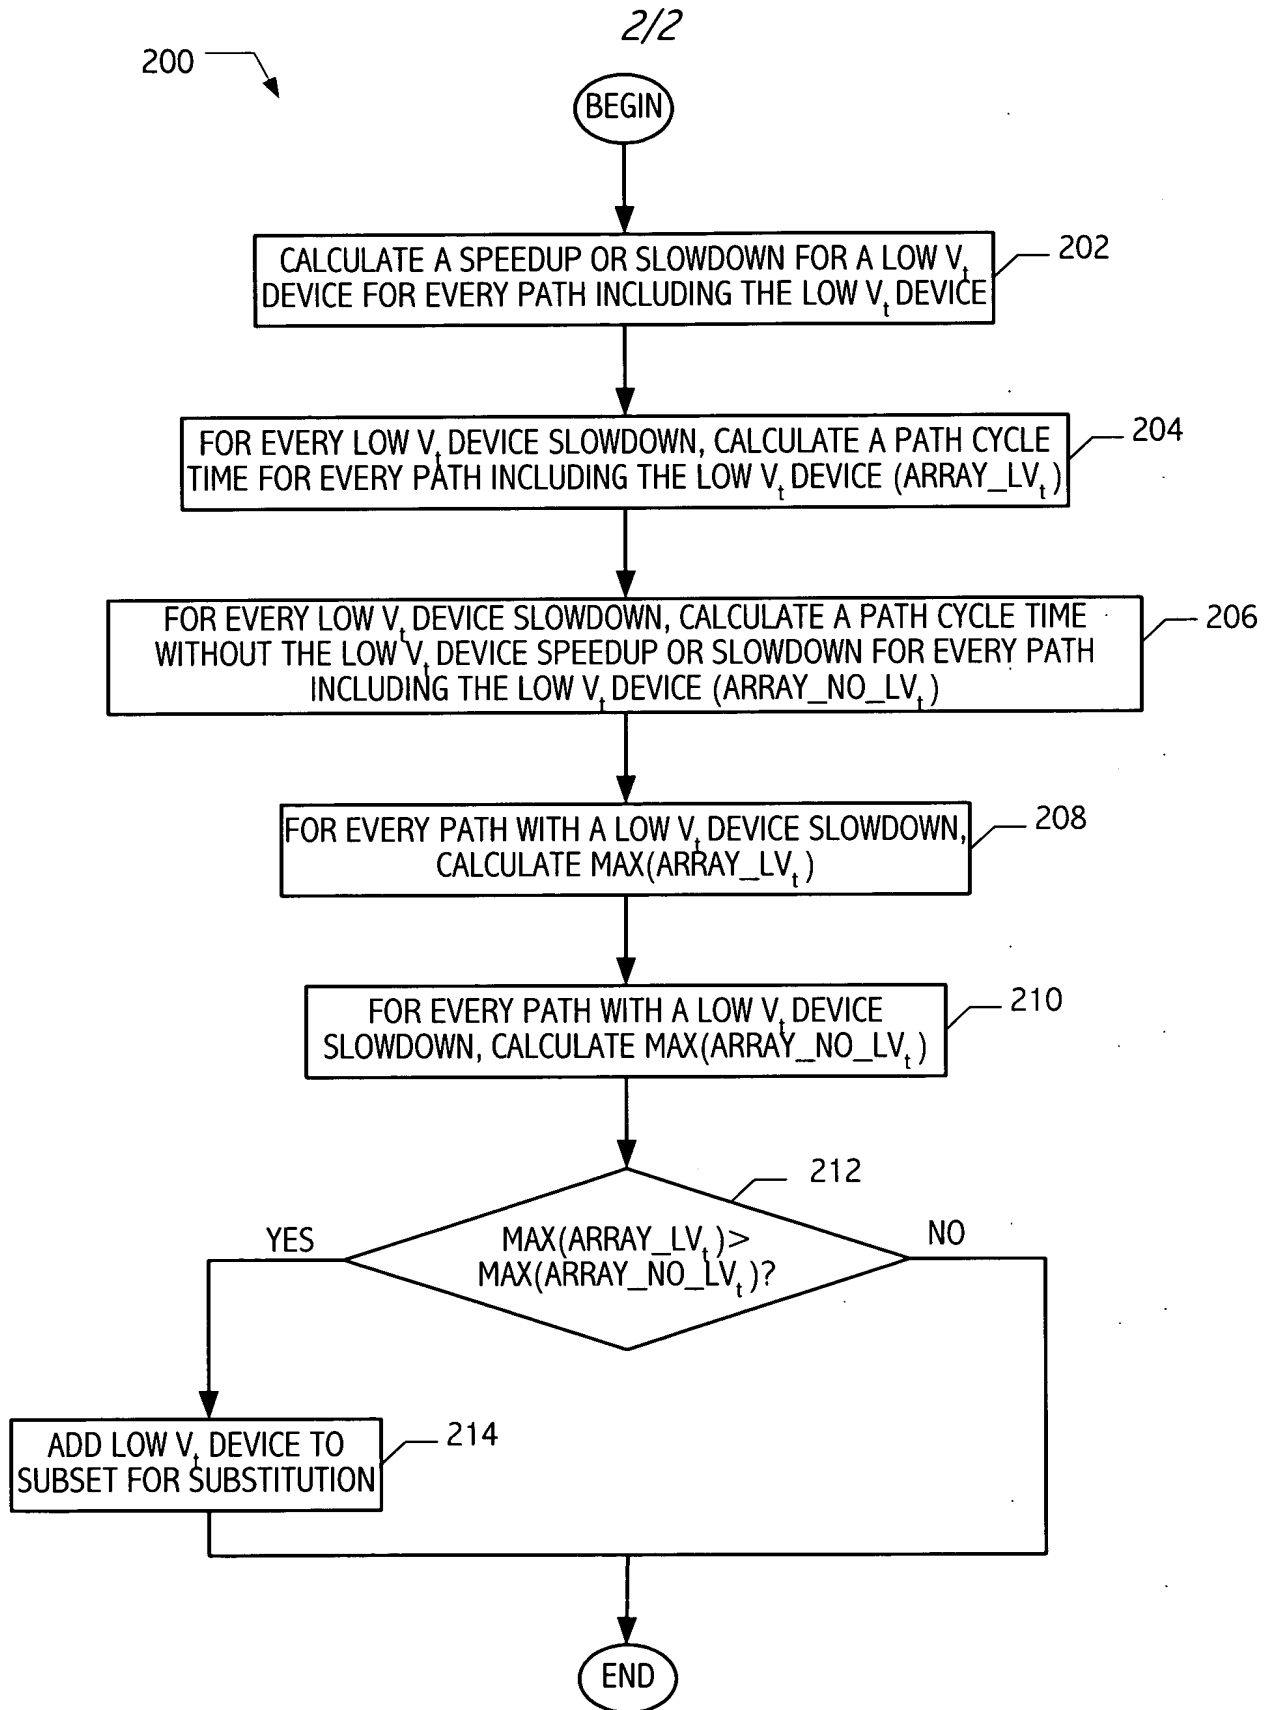 2/2
200
BEGIN
CALCULATE A SPEEDUP OR SLOWDOWN FOR A LOW Vt
DEVICE FOR EVERY PATH INCLUDING THE LOW Vt DEVICE
202
FOR EVERY LOW Vt DEVICE SLOWDOWN, CALCULATE A PATH CYCLE
TIME FOR EVERY PATH INCLUDING THE LOW Vt DEVICE (ARRAY_LVt)
204
FOR EVERY LOW Vt DEVICE SLOWDOWN, CALCULATE A PATH CYCLE TIME
WITHOUT THE LOW Vt DEVICE SPEEDUP OR SLOWDOWN FOR EVERY PATH
INCLUDING THE LOW Vt DEVICE (ARRAY_NO_LVt)
206
FOR EVERY PATH WITH A LOW Vt DEVICE SLOWDOWN,
CALCULATE MAX(ARRAY_LVt)
208
FOR EVERY PATH WITH A LOW Vt DEVICE
SLOWDOWN, CALCULATE MAX(ARRAY_NO_LVt)
210
212
YES
MAX(ARRAY_LVt)>
MAX(ARRAY_NO_LVt)?
NO
ADD LOW Vt DEVICE TO
SUBSET FOR SUBSTITUTION
214
END